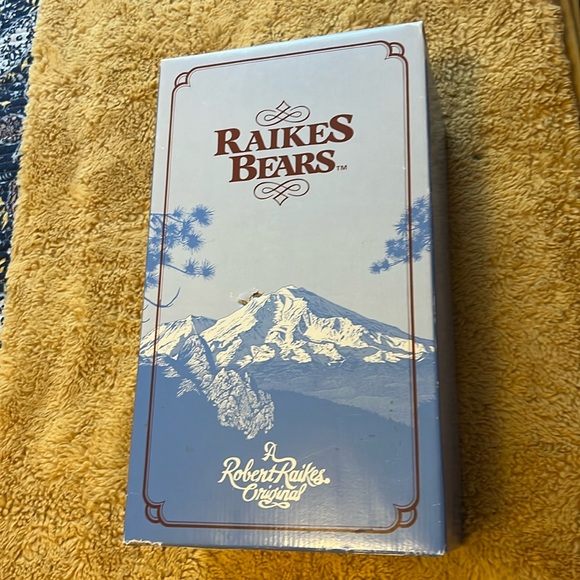 RAIKES
BEARS™
A
Robert Raikes
Original